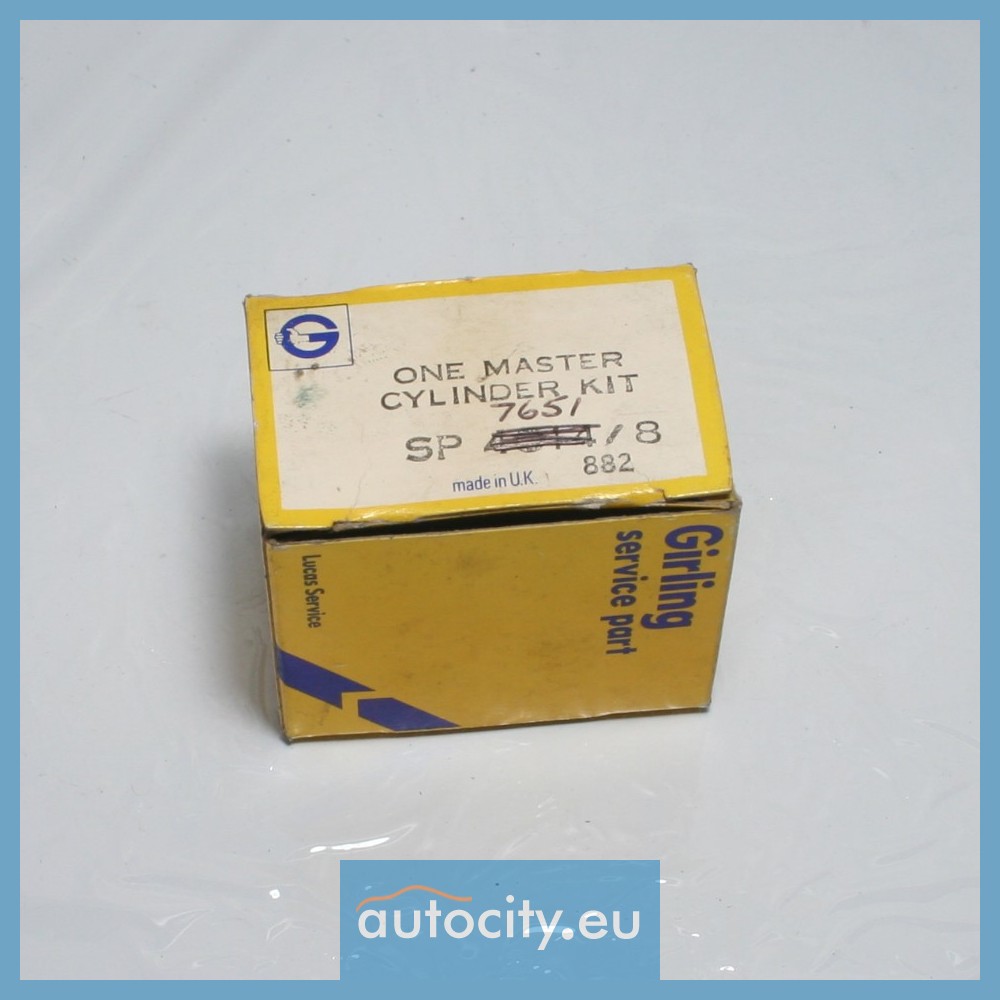 G
ONE MASTER
CYLINDER KIT
7651
SP /8
882
made in U.K.
Girling
service part
Lucas Service
autocity.eu